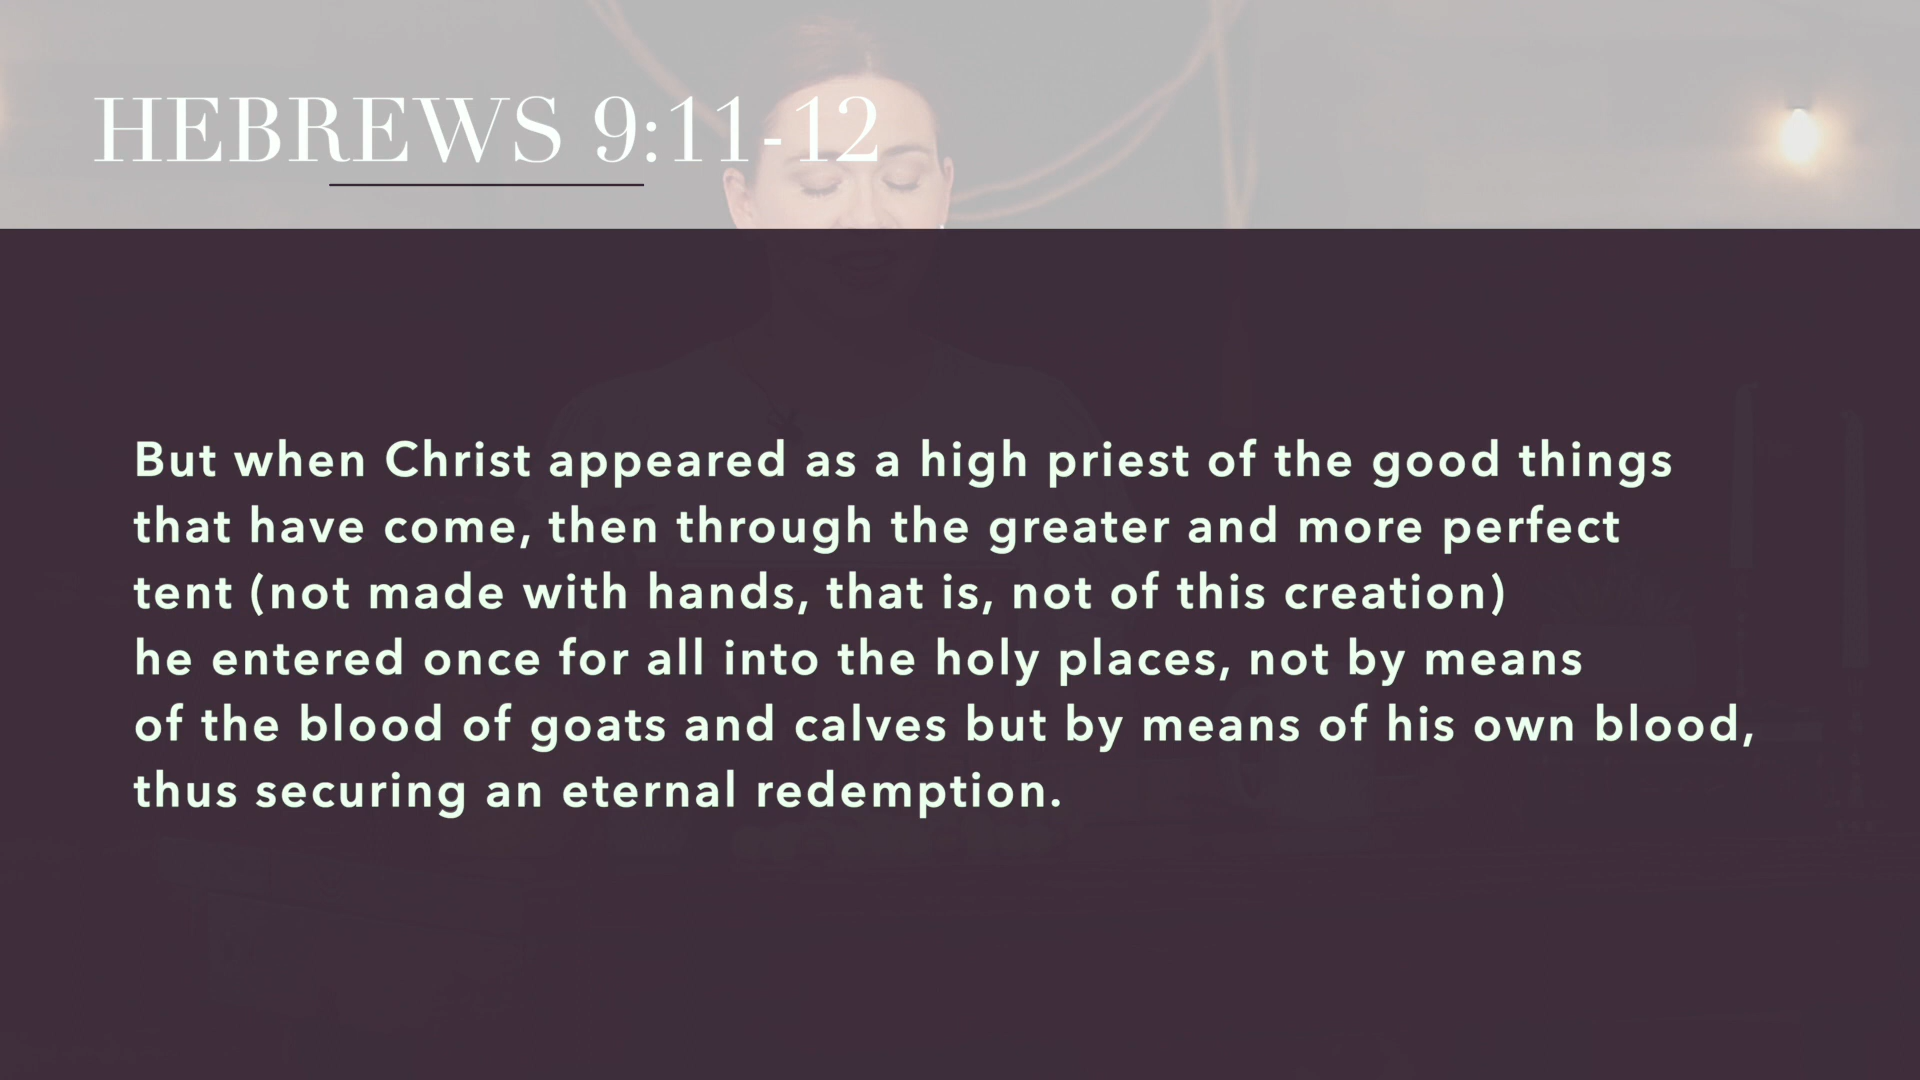 HEBREWS 9:11-12
But when Christ appeared as a high priest of the good things
that have come, then through the greater and more perfect
tent (not made with hands, that is, not of this creation)
he entered once for all into the holy places, not by means
of the blood of goats and calves but by means of his own blood,
thus securing an eternal redemption.